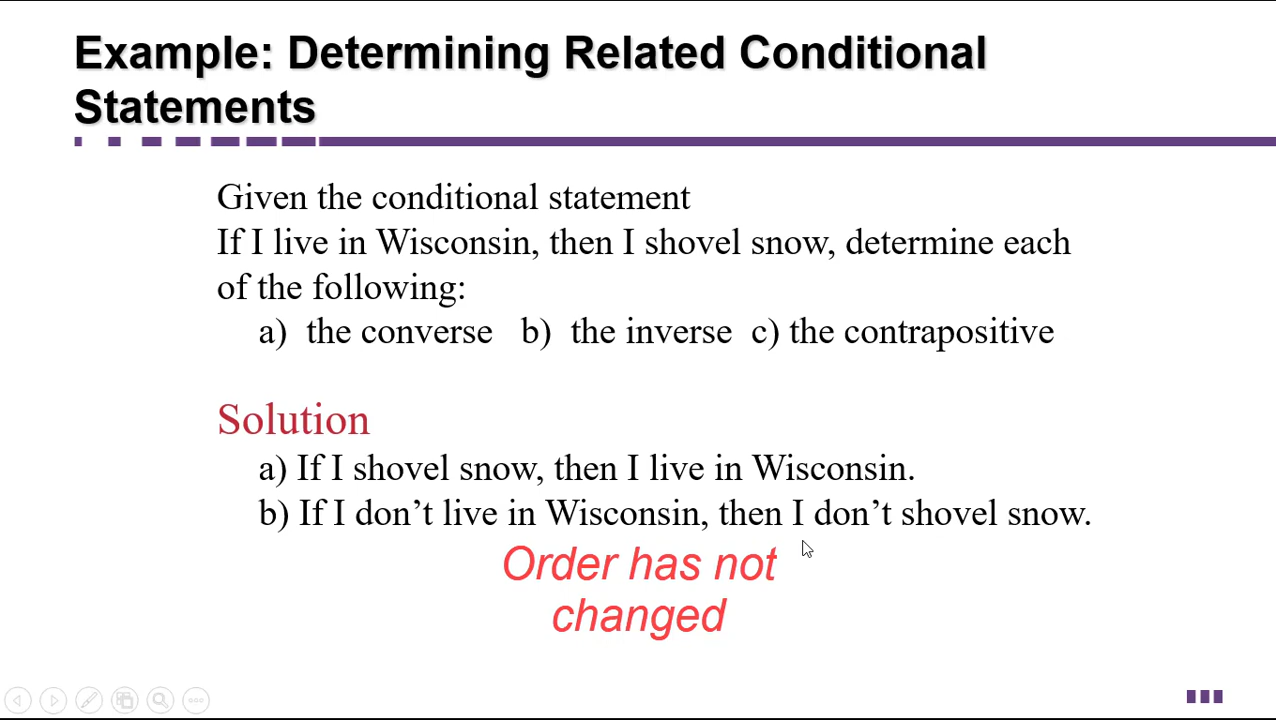 Example: Determining Related Conditional
Statements
Given the conditional statement
If I live in Wisconsin, then I shovel snow, determine each
of the following:
a) the converse b) the inverse c) the contrapositive
Solution
a) If I shovel snow, then I live in Wisconsin.
b) If I don’t live in Wisconsin, then I don’t shovel snow.
Order has not
changed